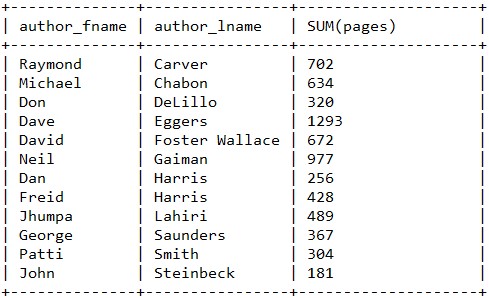 +--------------+----------------+-------------------+
| author_fname | author_lname   | SUM(pages)        |
+--------------+----------------+-------------------+
| Raymond      | Carver         | 702               |
| Michael      | Chabon         | 634               |
| Don          | DeLillo        | 320               |
| Dave         | Eggers         | 1293              |
| David        | Foster Wallace | 672               |
| Neil         | Gaiman         | 977               |
| Dan          | Harris         | 256               |
| Freid        | Harris         | 428               |
| Jhumpa       | Lahiri         | 489               |
| George       | Saunders       | 367               |
| Patti        | Smith          | 304               |
| John         | Steinbeck      | 181               |
+--------------+----------------+-------------------+